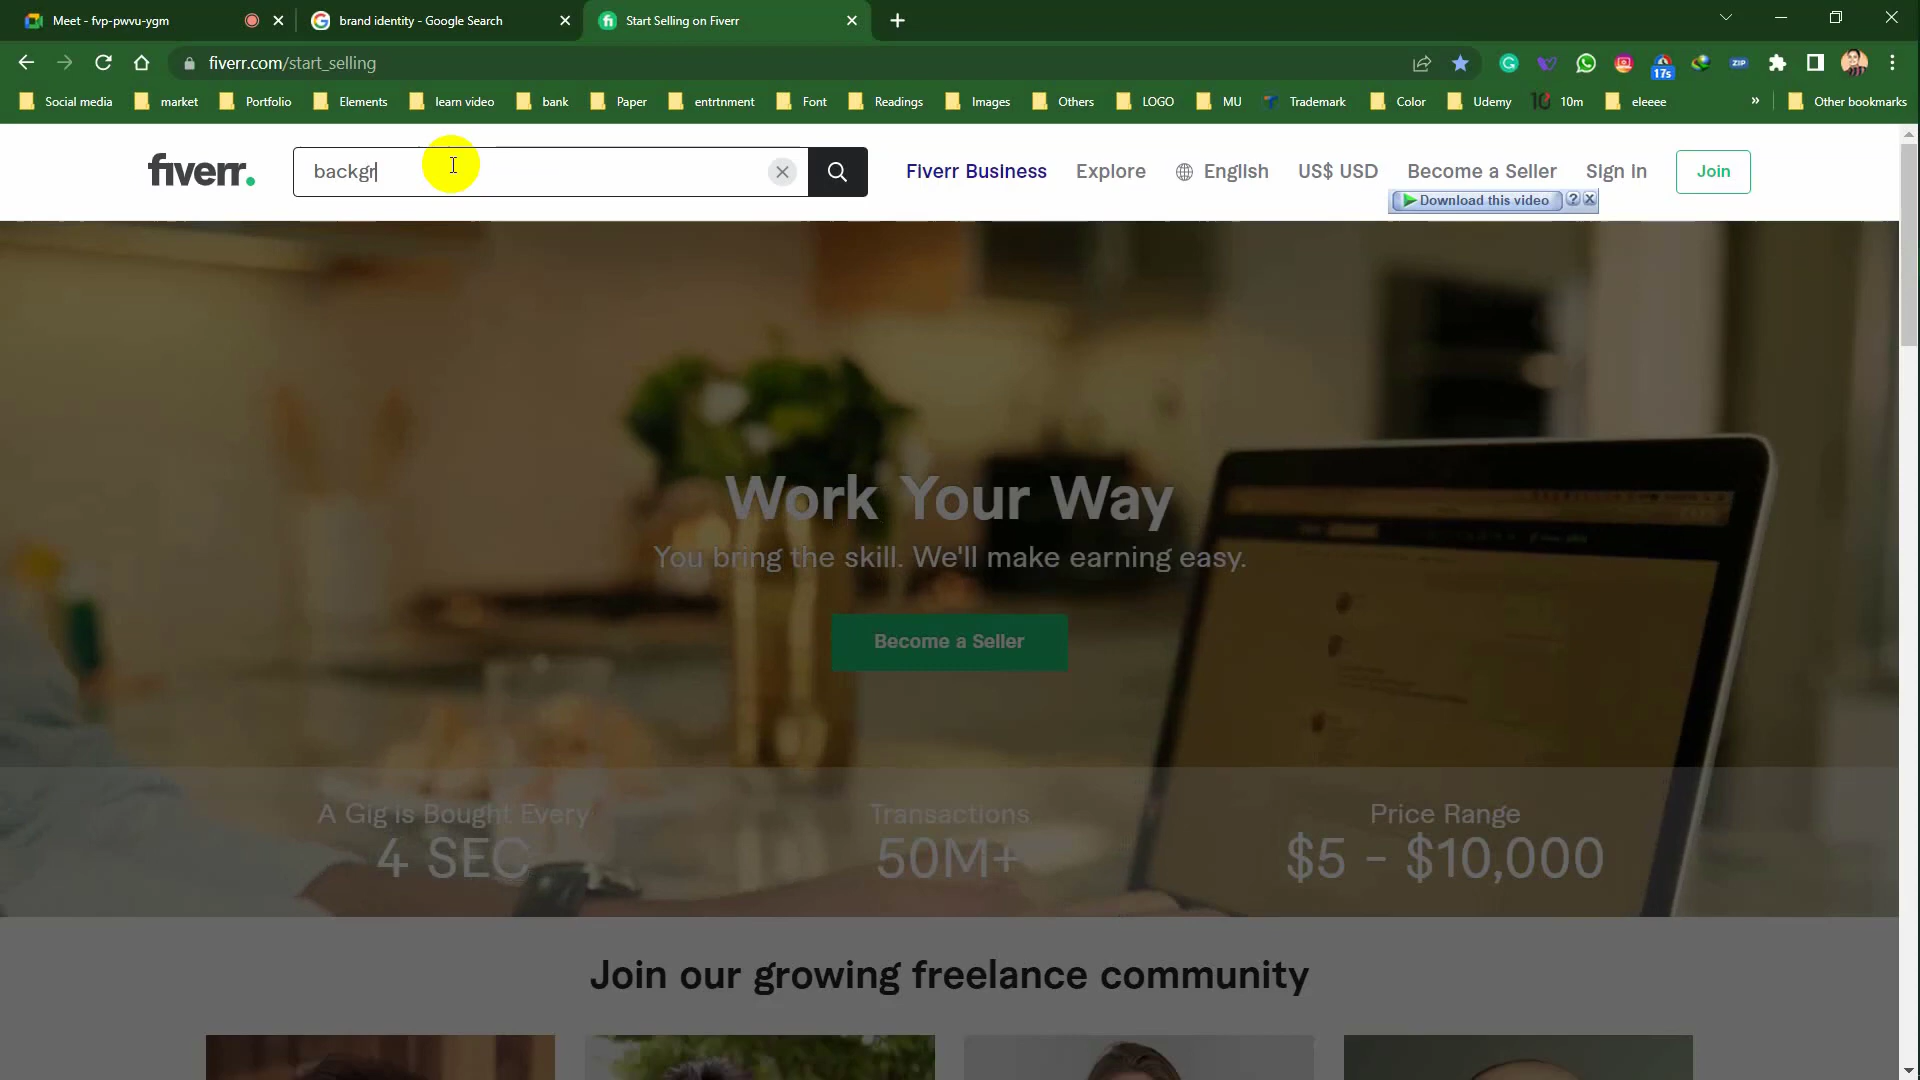 Meet - fvp-pwvu-ygm
brand identity - Google Search
Start Selling on Fiverr
fiverr.com/start_selling
17s
ZIP
Social media
market
Portfolio
Elements
learn video
bank
Paper
entrtnment
Font
Readings
Images
Others
LOGO
MU
Trademark
Color
Udemy
10m
eleeee
»
Other bookmarks
fiverr.
backgr
Fiverr Business
Explore
English
US$ USD
Become a Seller
Sign In
Join
Download this video
?
Work Your Way
You bring the skill. We'll make earning easy.
Become a Seller
A Gig is Bought Every
Transactions
Price Range
4 SEC
50M+
$5 - $10,000
Join our growing freelance community